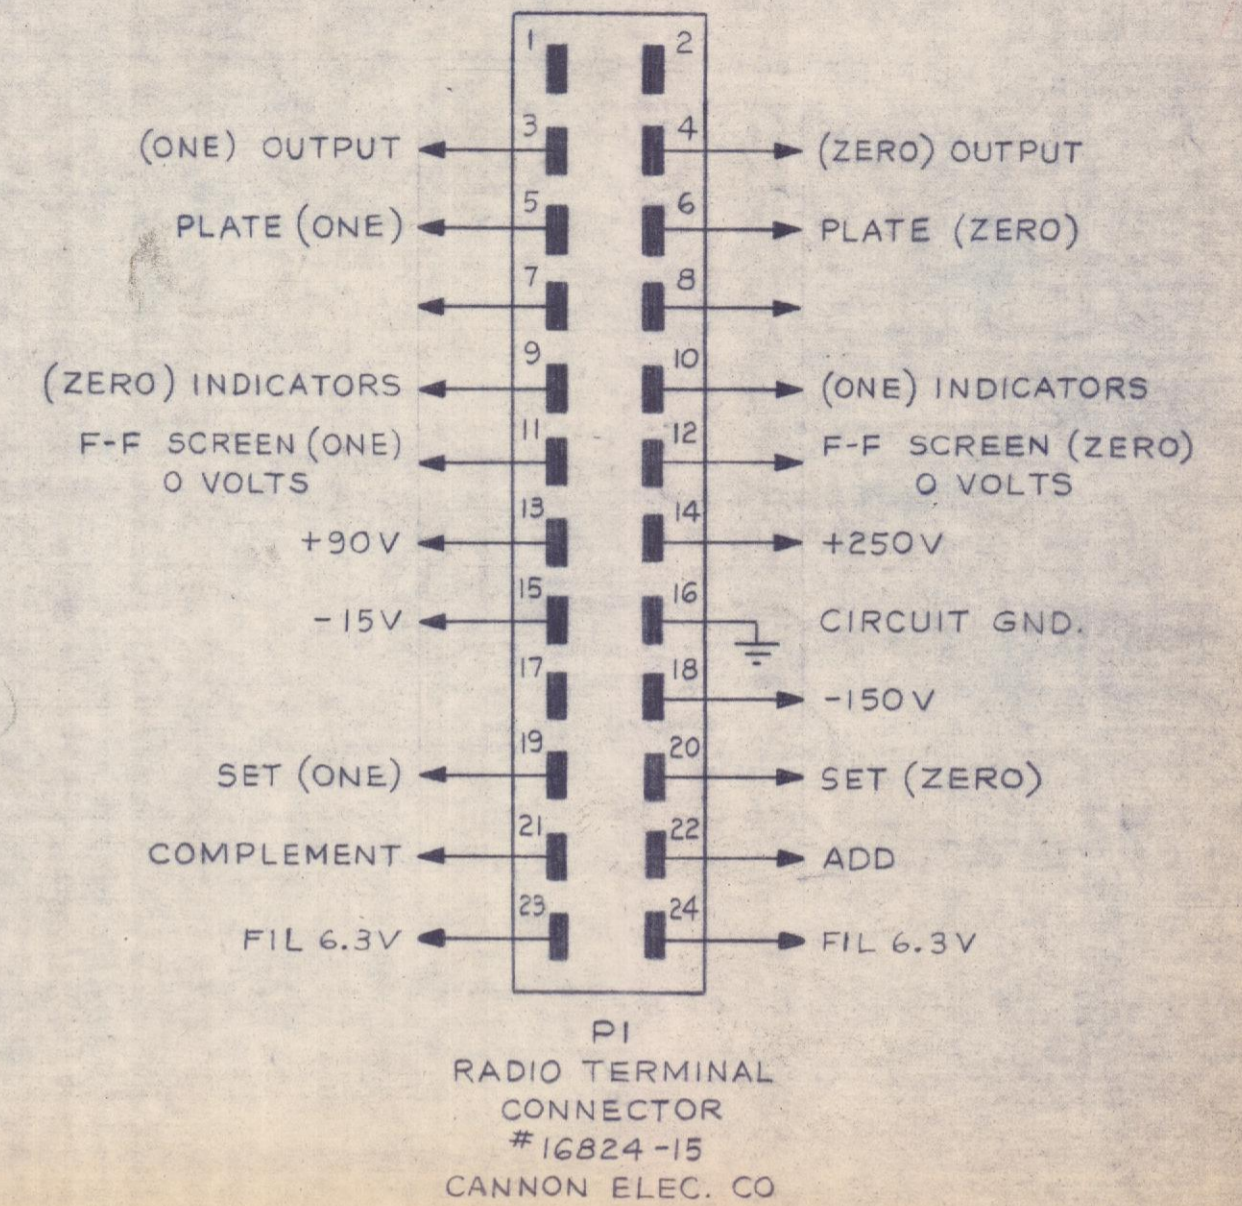 1 2
3 4
(ONE) OUTPUT (ZERO) OUTPUT
5 6
PLATE (ONE) PLATE (ZERO)
7 8
9 10
(ZERO) INDICATORS (ONE) INDICATORS
11 12
F-F SCREEN (ONE) F-F SCREEN (ZERO)
0 VOLTS 0 VOLTS
13 14
+90V +250V
15 16
-15V CIRCUIT GND.
17 18
-150V
19 20
SET (ONE) SET (ZERO)
21 22
COMPLEMENT ADD
23 24
FIL 6.3V FIL 6.3V
P1
RADIO TERMINAL
CONNECTOR
#16824-15
CANNON ELEC. CO